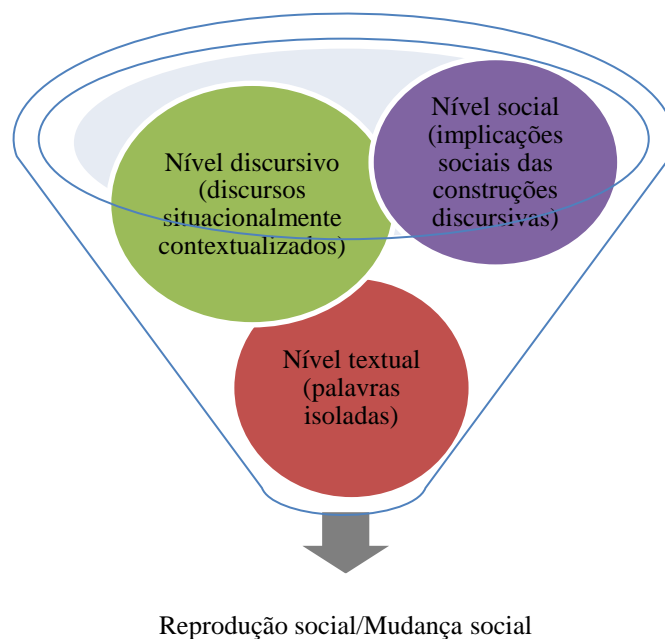 Nível discursivo
(discursos
situacionalmente
contextualizados)
Nível social
(implicações
sociais das
construções
discursivas)
Nível textual
(palavras
isoladas)
Reprodução social/Mudança social